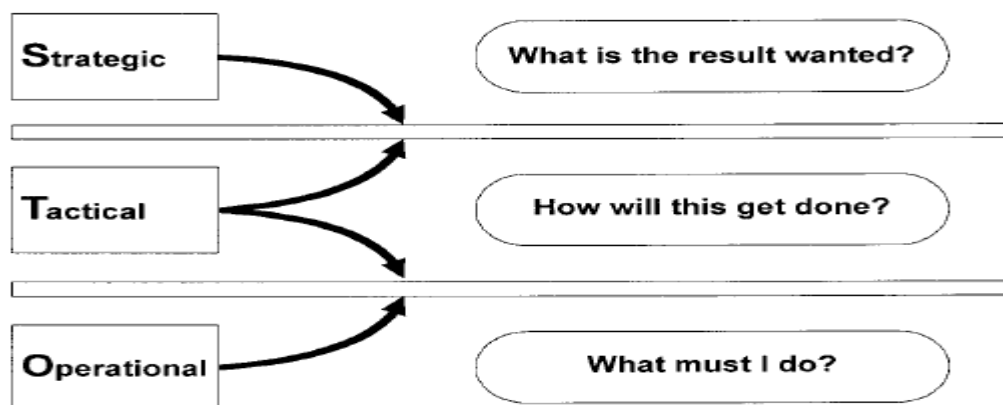 Strategic
What is the result wanted?
Tactical
How will this get done?
Operational
What must I do?